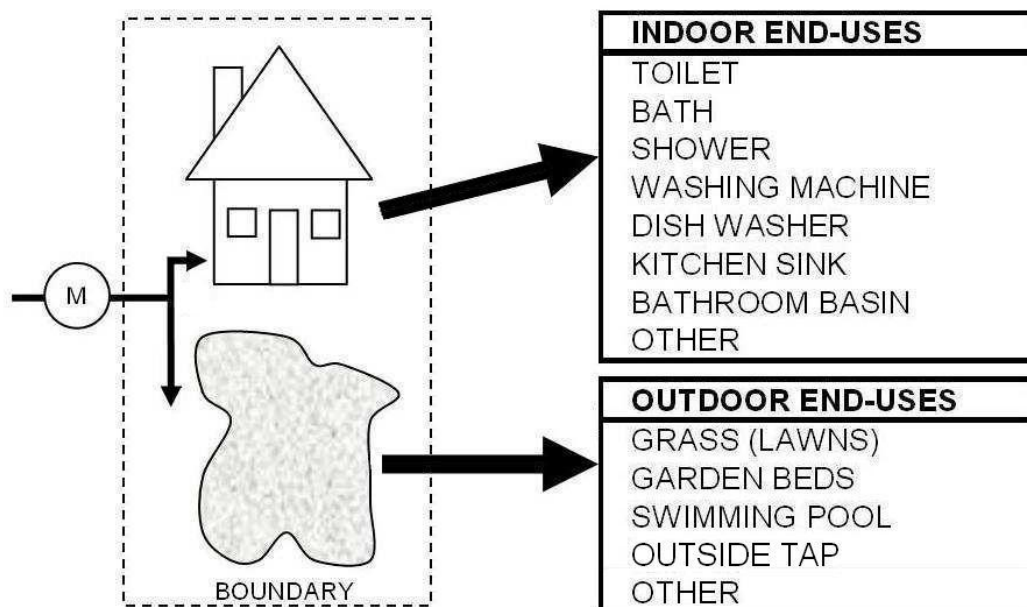 M
BOUNDARY
INDOOR END-USES
TOILET
BATH
SHOWER
WASHING MACHINE
DISH WASHER
KITCHEN SINK
BATHROOM BASIN
OTHER
OUTDOOR END-USES
GRASS (LAWNS)
GARDEN BEDS
SWIMMING POOL
OUTSIDE TAP
OTHER